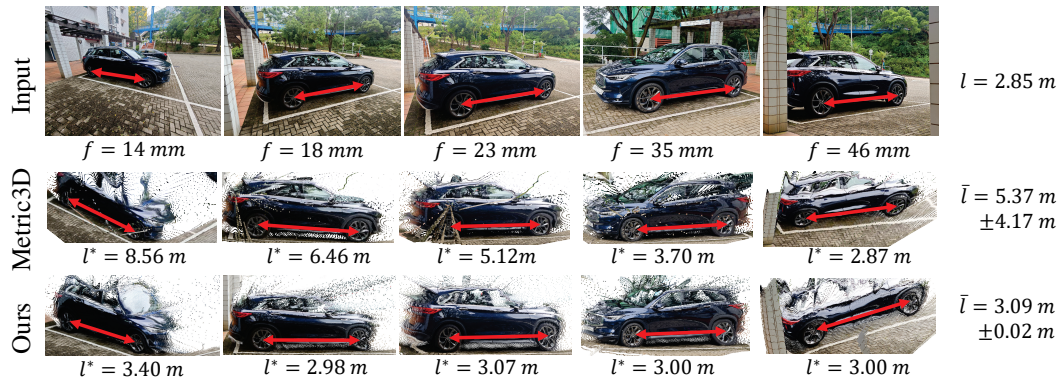 Input
l = 2.85 m
f = 14 mm
f = 18 mm
f = 23 mm
f = 35 mm
f = 46 mm
Metric3D
l̄ = 5.37
±4.17 m
l* = 8.56 m
l* = 6.46 m
l* = 5.12m
l* = 3.70 m
l* = 2.87 m
Ours
l̄ = 3.09
±0.02 m
l* = 3.40 m
l* = 2.98 m
l* = 3.07 m
l* = 3.00 m
l* = 3.00 m